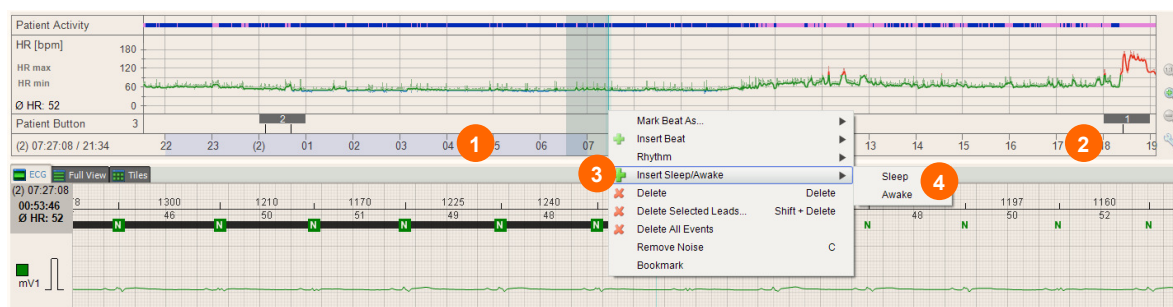 Patient Activity
HR [bpm]
180
HR max
120
HR min
60
Ø HR: 52
0
Patient Button 3
2
1
(2) 07:27:08 / 21:34
22 23 (2) 01 02 03 04 1 5 06 07 13 14 15 16 17 2 18 19
Mark Beat As...
Insert Beat
Rhythm
3 Insert Sleep/Awake
Sleep
Awake
4
Delete Delete
Delete Selected Leads... Shift + Delete
Delete All Events
Remove Noise C
Bookmark
ECG Full View Tiles
(2) 07:27:08
00:53:46
Ø HR: 52
8 1300 1210 1170 1225 1240 1197 1160
46 50 51 49 48 48 50 52
N N N N N N N N N N
mV1